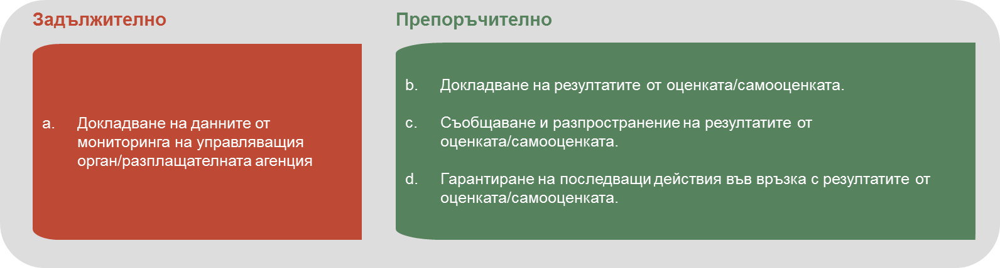 Задължително
a. Докладване на данните от
мониторинга на управляващия
орган/разплащателната агенция
Препоръчително
b. Докладване на резултатите от оценката/самооценката.
c. Съобщаване и разпространение на резултатите от
оценката/самооценката.
d. Гарантиране на последващи действия във връзка с резултатите от
оценката/самооценката.